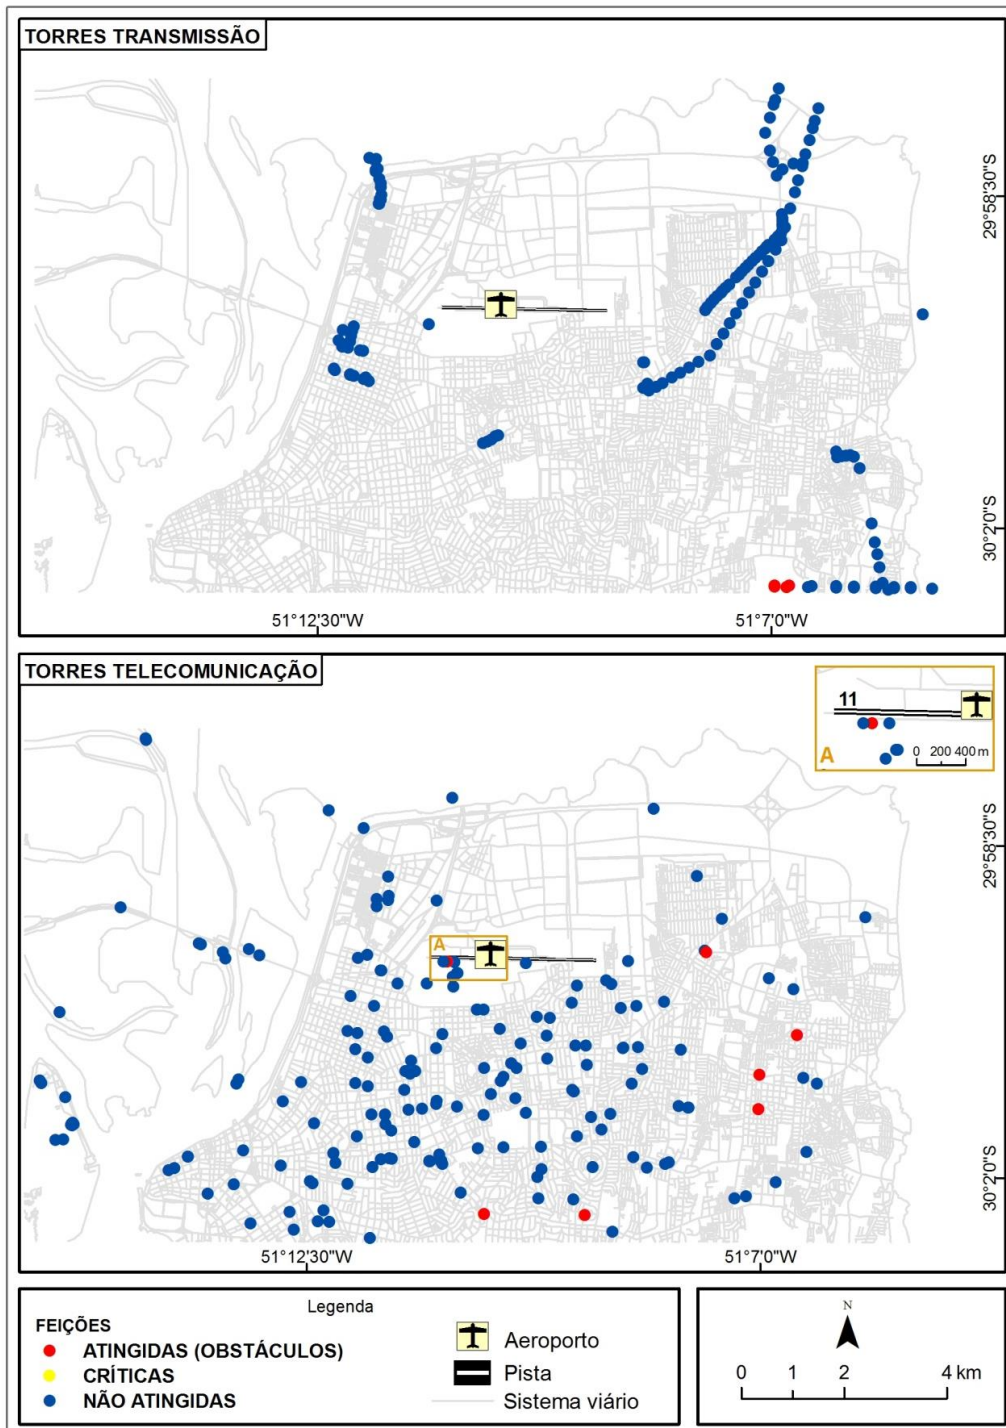 TORRES TRANSMISSÃO
29°58'30"S
30°2'0"S
51°12'30"W
51°7'0"W
TORRES TELECOMUNICAÇÃO
11
A
0 200 400 m
A
29°58'30"S
30°2'0"S
51°12'30"W
51°7'0"W
Legenda
FEIÇÕES
ATINGIDAS (OBSTÁCULOS)
CRÍTICAS
NÃO ATINGIDAS
Aeroporto
Pista
Sistema viário
N
0 1 2 4 km